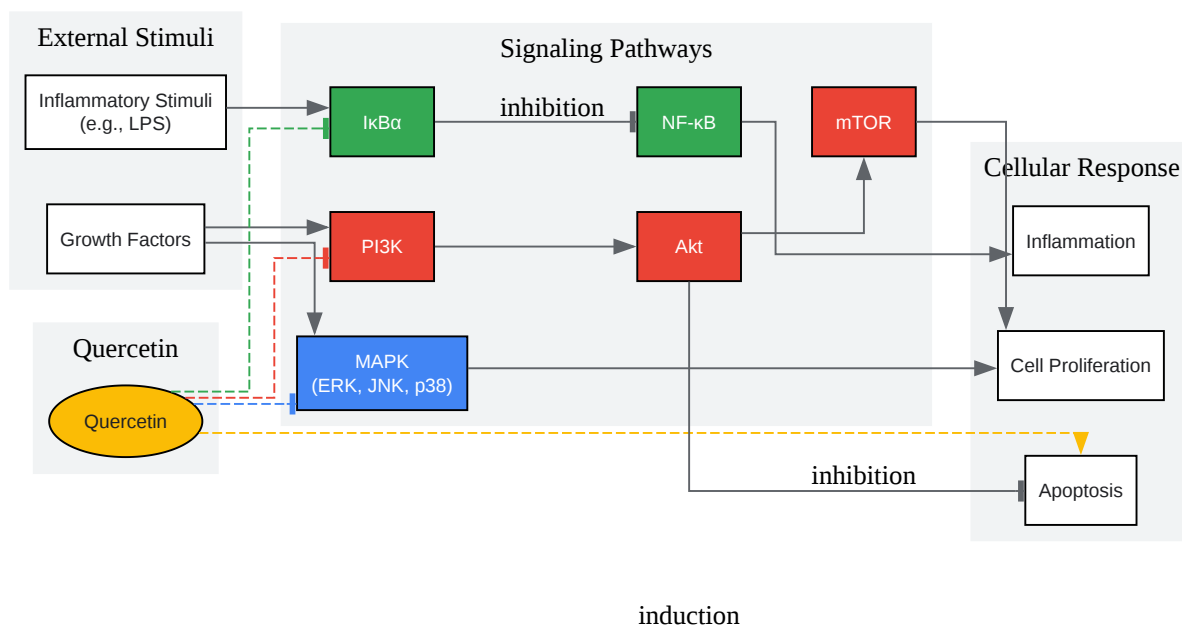 External Stimuli
Inflammatory Stimuli
(e.g., LPS)
Growth Factors
Quercetin
Quercetin
Signaling Pathways
IκBα
inhibition
NF-κB
mTOR
PI3K
Akt
MAPK
(ERK, JNK, p38)
Cellular Response
Inflammation
Cell Proliferation
inhibition
Apoptosis
induction